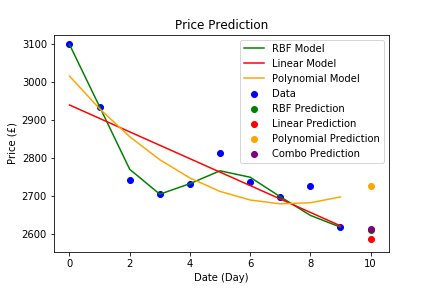 Price Prediction
3100
3000
2900
2800
2700
2600
Price (£)
0
2
4
6
8
10
Date (Day)
RBF Model
Linear Model
Polynomial Model
Data
RBF Prediction
Linear Prediction
Polynomial Prediction
Combo Prediction